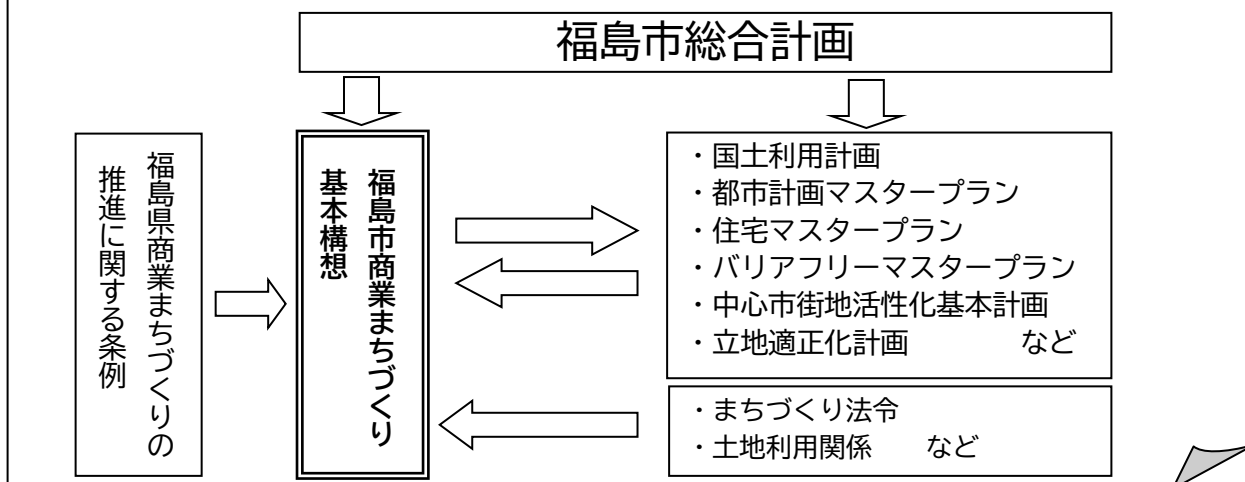 福島市総合計画
福島県商業まちづくりの
推進に関する条例
福島市商業まちづくり
基本構想
・国土利用計画
・都市計画マスタープラン
・住宅マスタープラン
・バリアフリーマスタープラン
・中心市街地活性化基本計画
・立地適正化計画 など
・まちづくり法令
・土地利用関係 など